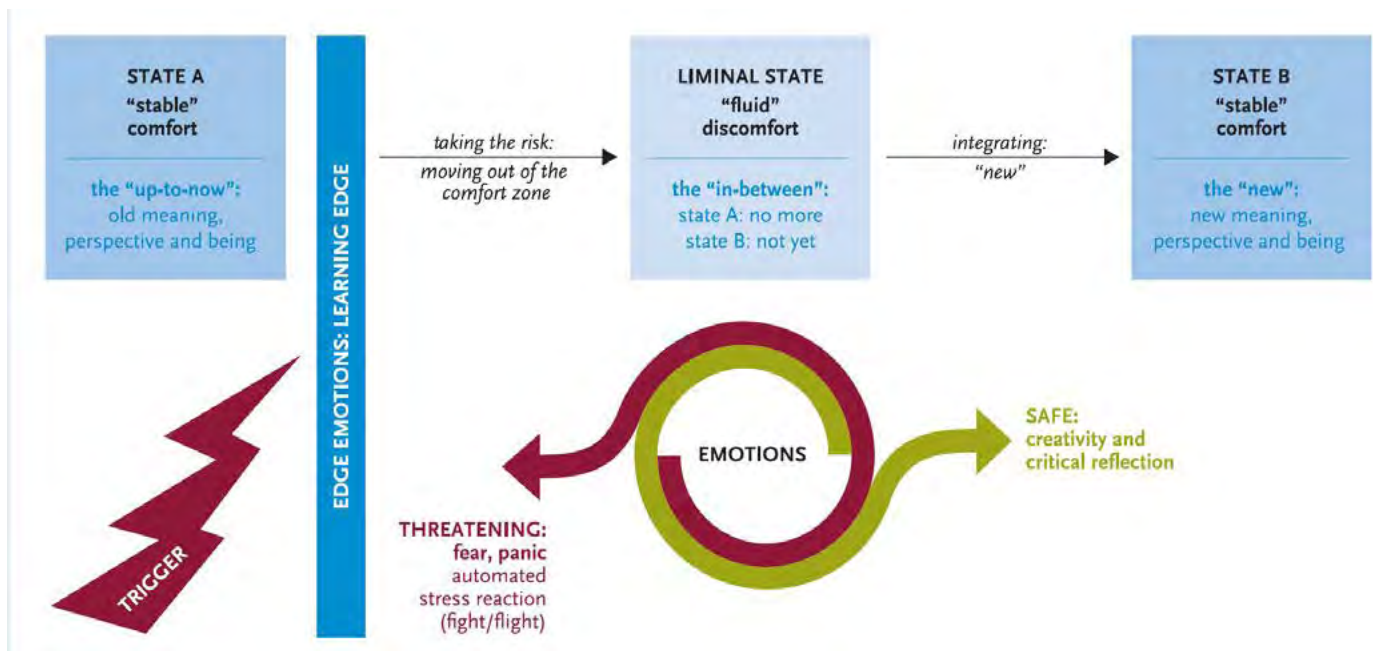 STATE A
“stable”
comfort
the “up-to-now”:
old meaning,
perspective and being
EDGE EMOTIONS: LEARNING EDGE
taking the risk:
moving out of the
comfort zone
LIMINAL STATE
“fluid”
discomfort
the “in-between”:
state A: no more
state B: not yet
integrating:
“new”
STATE B
“stable”
comfort
the “new”:
new meaning,
perspective and being
TRIGGER
THREATENING:
fear, panic
automated
stress reaction
(fight/flight)
EMOTIONS
SAFE:
creativity and
critical reflection